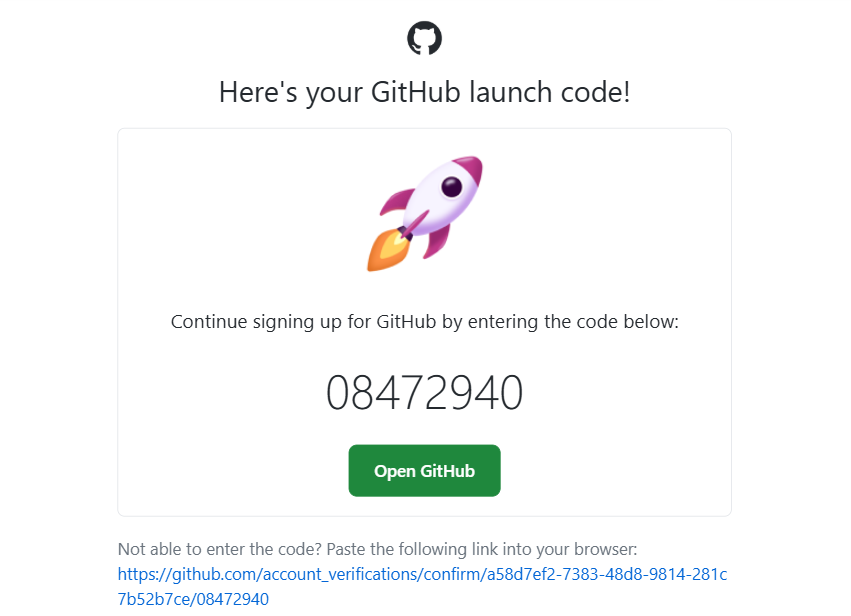 Here's your GitHub launch code!
Continue signing up for GitHub by entering the code below:
08472940
Open GitHub
Not able to enter the code? Paste the following link into your browser:
https://github.com/account_verifications/confirm/a58d7ef2-7383-48d8-9814-281c
7b52b7ce/08472940